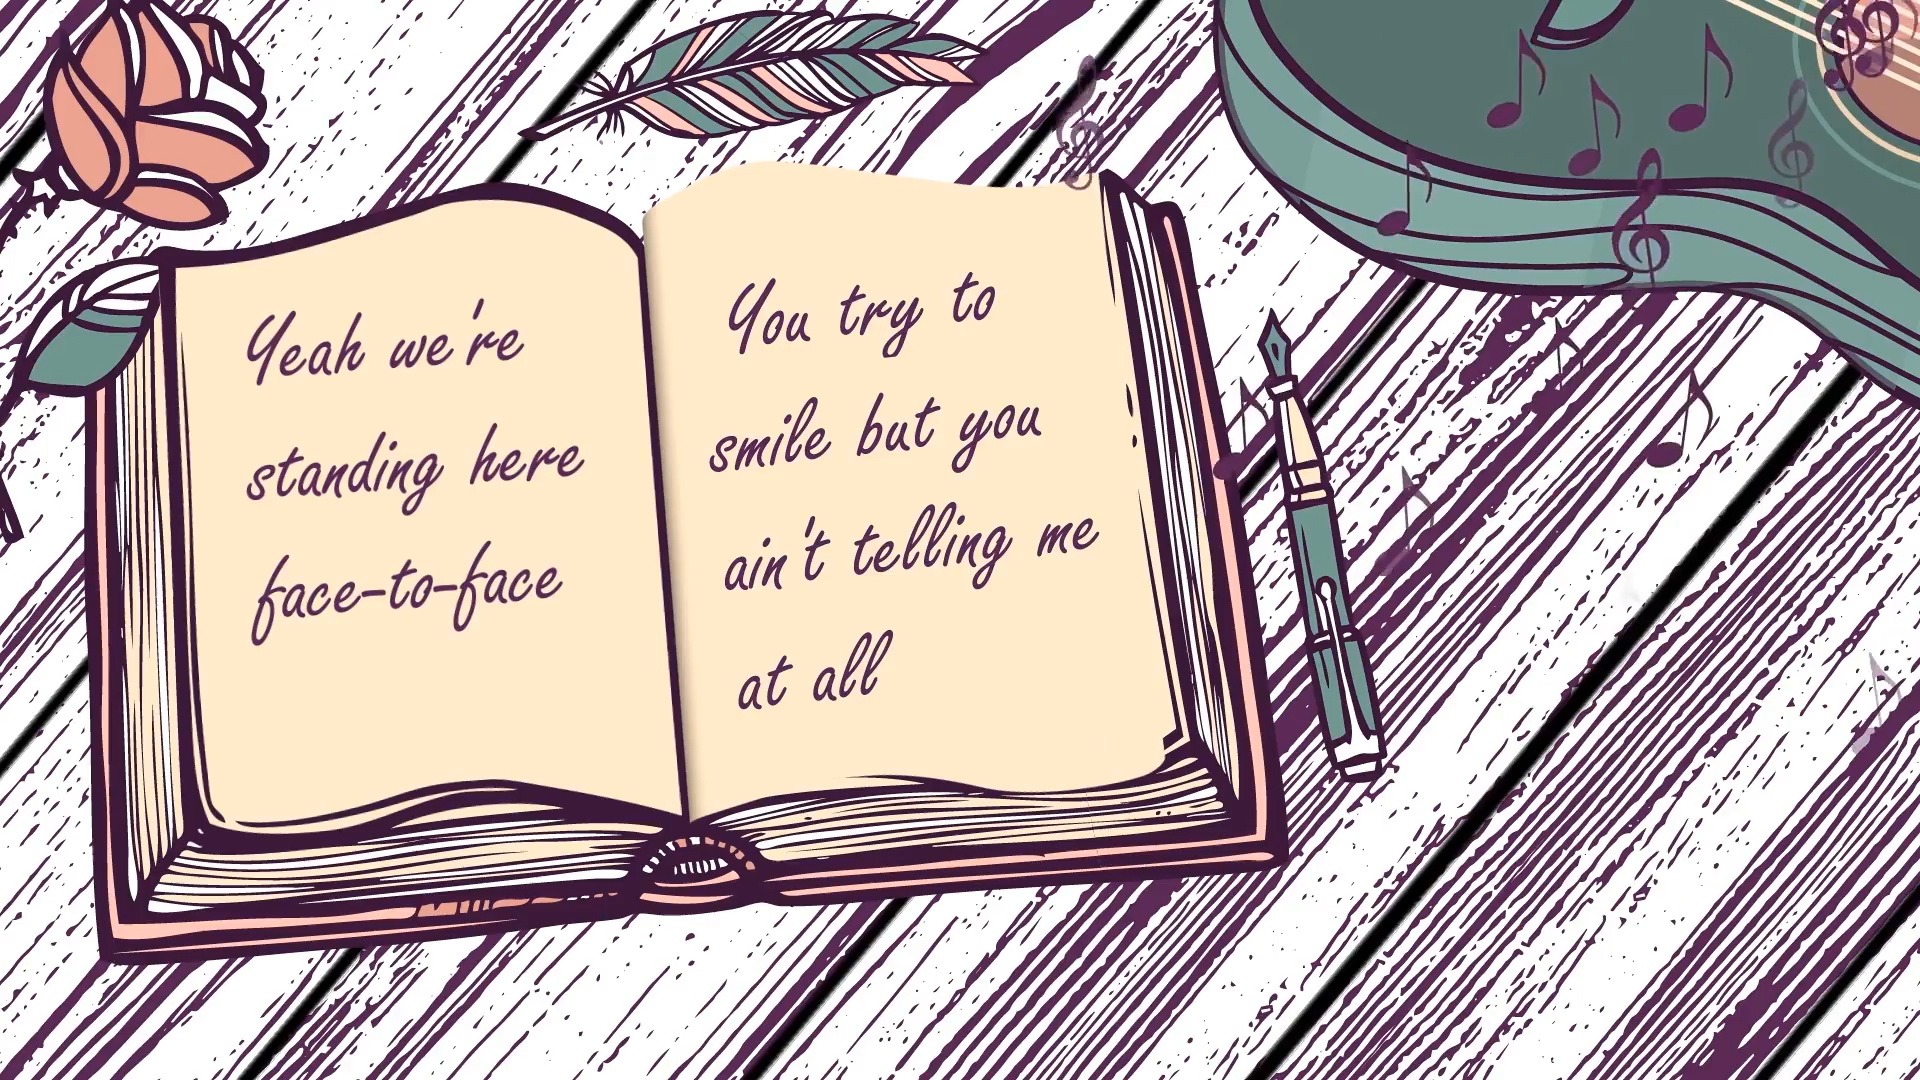 Yeah we're
standing here
face-to-face
You try to
smile but you
ain't telling me
at all